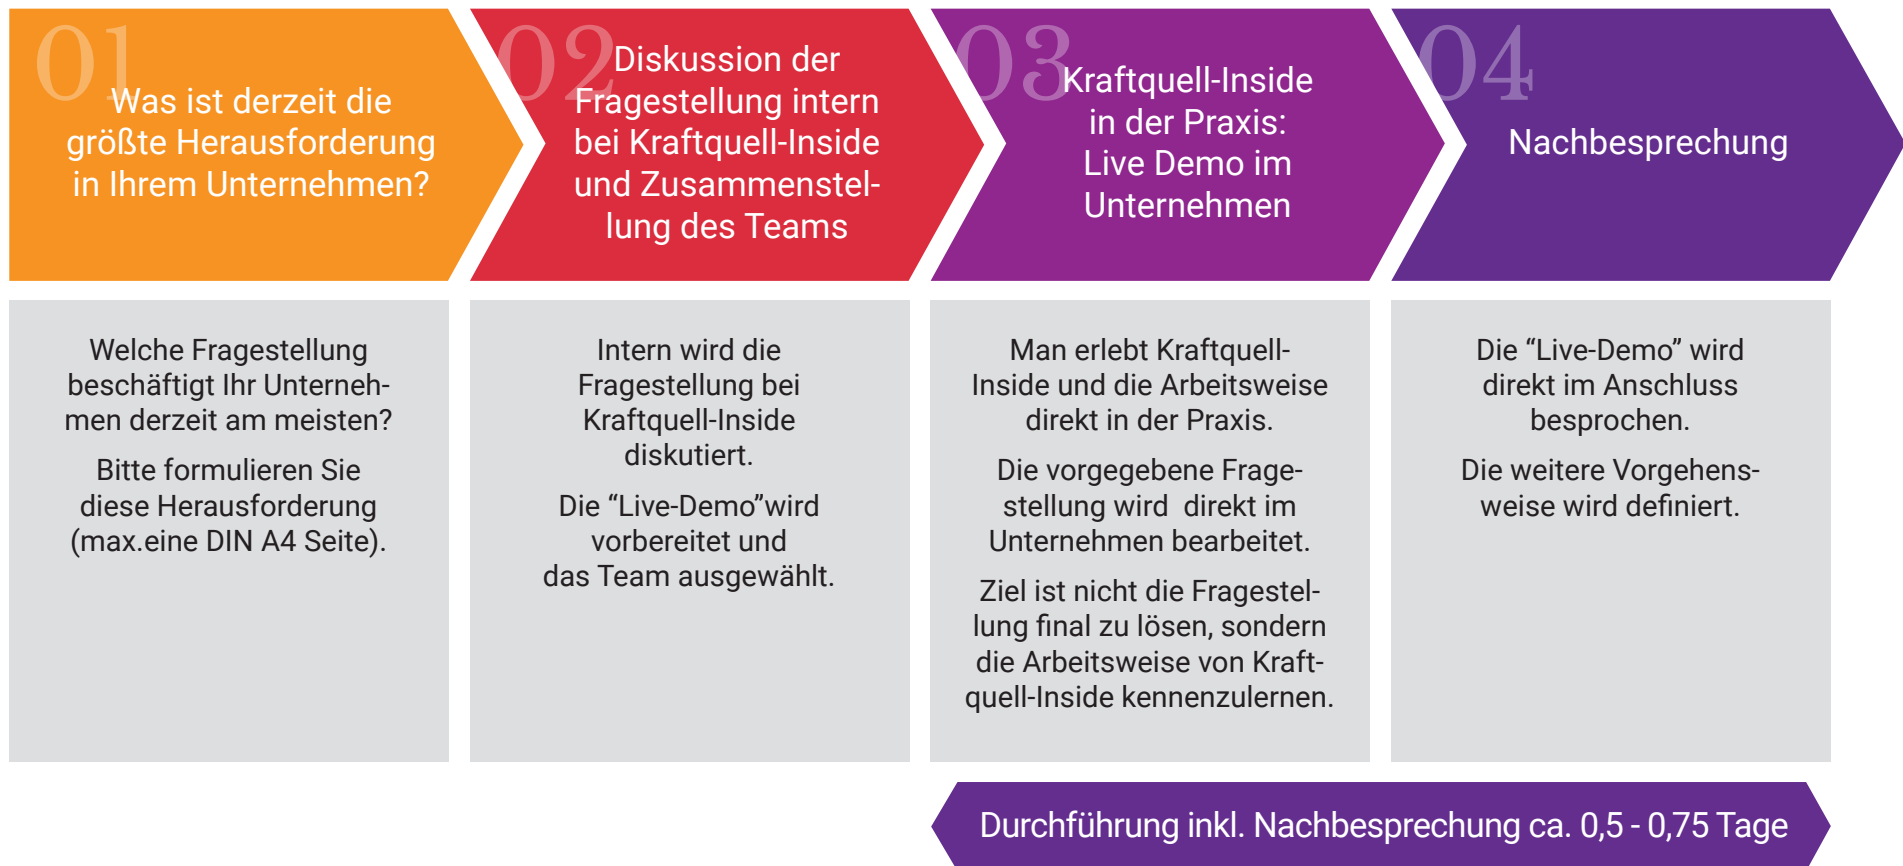 01
Was ist derzeit die
größte Herausforderung
in Ihrem Unternehmen?
02
Diskussion der
Fragestellung intern
bei Kraftquell-Inside
und Zusammenstel-
lung des Teams
03
Kraftquell-Inside
in der Praxis:
Live Demo im
Unternehmen
04
Nachbesprechung
Welche Fragestellung
beschäftigt Ihr Unterneh-
men derzeit am meisten?
Bitte formulieren Sie
diese Herausforderung
(max.eine DIN A4 Seite).
Intern wird die
Fragestellung bei
Kraftquell-Inside
diskutiert.
Die “Live-Demo”wird
vorbereitet und
das Team ausgewählt.
Man erlebt Kraftquell-
Inside und die Arbeitsweise
direkt in der Praxis.
Die vorgegebene Frage-
stellung wird  direkt im
Unternehmen bearbeitet.
Ziel ist nicht die Fragestel-
lung final zu lösen, sondern
die Arbeitsweise von Kraft-
quell-Inside kennenzulernen.
Die “Live-Demo” wird
direkt im Anschluss
besprochen.
Die weitere Vorgehens-
weise wird definiert.
Durchführung inkl. Nachbesprechung ca. 0,5 - 0,75 Tage